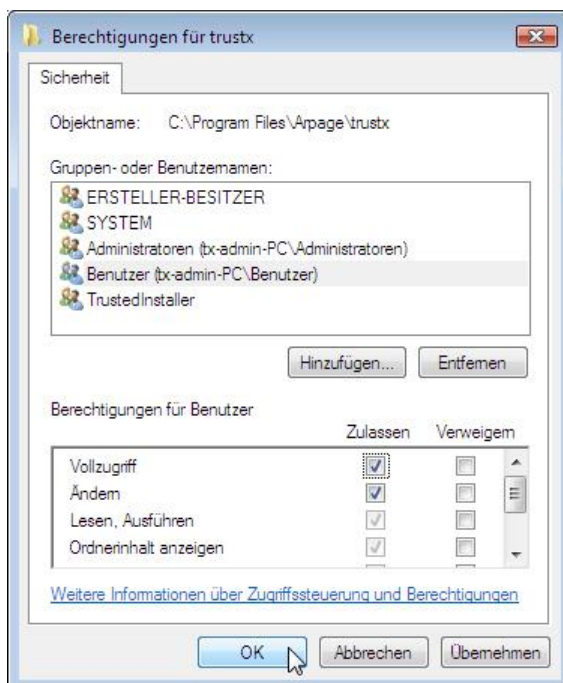 Berechtigungen für trustx
Sicherheit
Objektname: C:\Program Files\Arpage\trustx
Gruppen- oder Benutzernamen:
ERSTELLER-BESITZER
SYSTEM
Administratoren (tx-admin-PC\Administratoren)
Benutzer (tx-admin-PC\Benutzer)
TrustedInstaller
Hinzufügen... Entfernen
Berechtigungen für Benutzer
Zulassen Verweigern
Vollzugriff
Ändern
Lesen, Ausführen
Ordnerinhalt anzeigen
Weitere Informationen über Zugriffssteuerung und Berechtigungen
OK Abbrechen Übernehmen